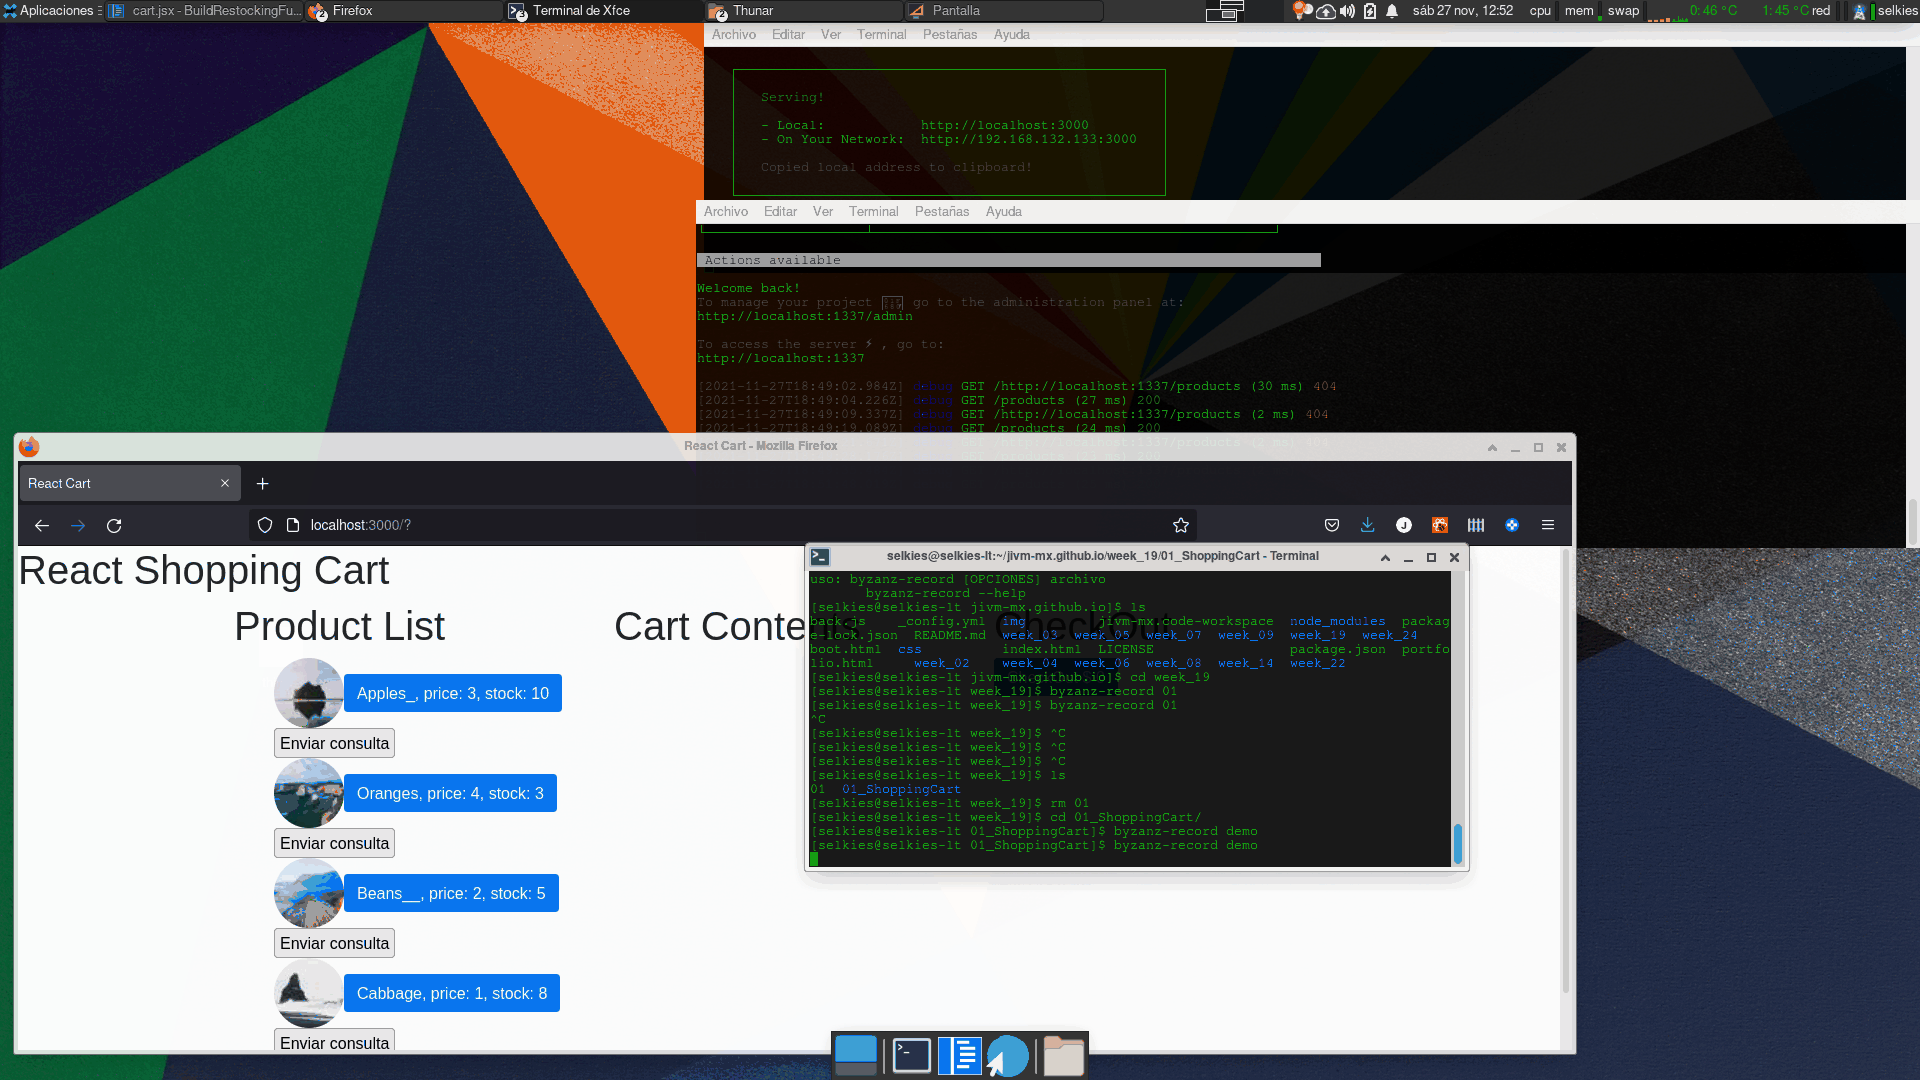 Aplicaciones
cart.jsx - BuildRestockingFu...
2 Firefox
3 Terminal de Xfce
2 Thunar
Pantalla
sáb 27 nov, 12:52 cpu mem swap 0: 46 °C 1: 45 °C red selkies
Archivo Editar Ver Terminal Pestañas Ayuda
Serving!
- Local: http://localhost:3000
- On Your Network: http://192.168.132.133:3000
Copied local address to clipboard!
Archivo Editar Ver Terminal Pestañas Ayuda
Actions available
Welcome back!
To manage your project go to the administration panel at:
http://localhost:1337/admin
To access the server ⚡ , go to:
http://localhost:1337
[2021-11-27T18:49:02.984Z] debug GET /http://localhost:1337/products (30 ms) 404
[2021-11-27T18:49:04.226Z] debug GET /products (27 ms) 200
[2021-11-27T18:49:09.337Z] debug GET /http://localhost:1337/products (2 ms) 404
[2021-11-27T18:49:19.089Z] debug GET /products (24 ms) 200
React Cart - Mozilla Firefox
React Cart
localhost:3000/?
React Shopping Cart
Product List
Cart Contents
CheckOut
Apples_, price: 3, stock: 10
Enviar consulta
Oranges, price: 4, stock: 3
Enviar consulta
Beans__, price: 2, stock: 5
Enviar consulta
Cabbage, price: 1, stock: 8
Enviar consulta
selkies@selkies-lt:~/jivm-mx.github.io/week_19/01_ShoppingCart - Terminal
uso: byzanz-record [OPCIONES] archivo
byzanz-record --help
[selkies@selkies-lt jivm-mx.github.io]$ ls
back.js _config.yml img jivm-mx.code-workspace node_modules packag
e-lock.json README.md week_03 week_05 week_07 week_09 week_19 week_24
boot.html css index.html LICENSE package.json portfo
lio.html week_02 week_04 week_06 week_08 week_14 week_22
[selkies@selkies-lt jivm-mx.github.io]$ cd week_19
[selkies@selkies-lt week_19]$ byzanz-record 01
[selkies@selkies-lt week_19]$ byzanz-record 01
^C
[selkies@selkies-lt week_19]$ ^C
[selkies@selkies-lt week_19]$ ^C
[selkies@selkies-lt week_19]$ ^C
[selkies@selkies-lt week_19]$ ls
01 01_ShoppingCart
[selkies@selkies-lt week_19]$ rm 01
[selkies@selkies-lt week_19]$ cd 01_ShoppingCart/
[selkies@selkies-lt 01_ShoppingCart]$ byzanz-record demo
[selkies@selkies-lt 01_ShoppingCart]$ byzanz-record demo